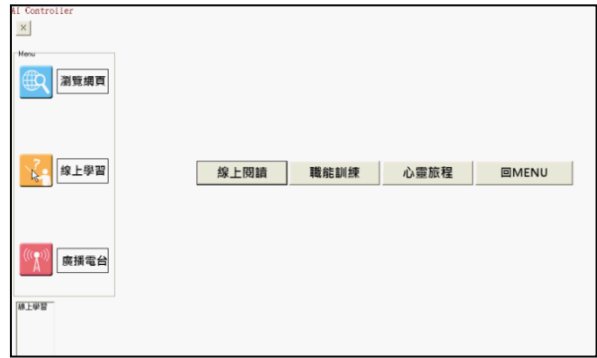 AI Controller
×
Menu
瀏覽網頁
線上學習
廣播電台
線上閱讀
職能訓練
心靈旅程
回MENU
線上學習